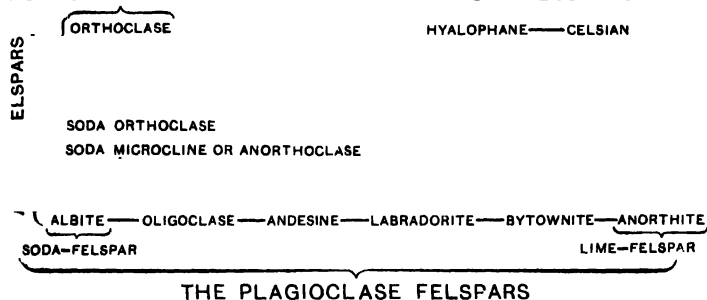 ORTHOCLASE HYALOPHANE—CELSIAN
ELSPARS
SODA ORTHOCLASE
SODA MICROCLINE OR ANORTHOCLASE
ALBITE—OLIGOCLASE—ANDESINE—LABRADORITE—BYTOWNITE—ANORTHITE
SODA-FELSPAR LIME-FELSPAR
THE PLAGIOCLASE FELSPARS